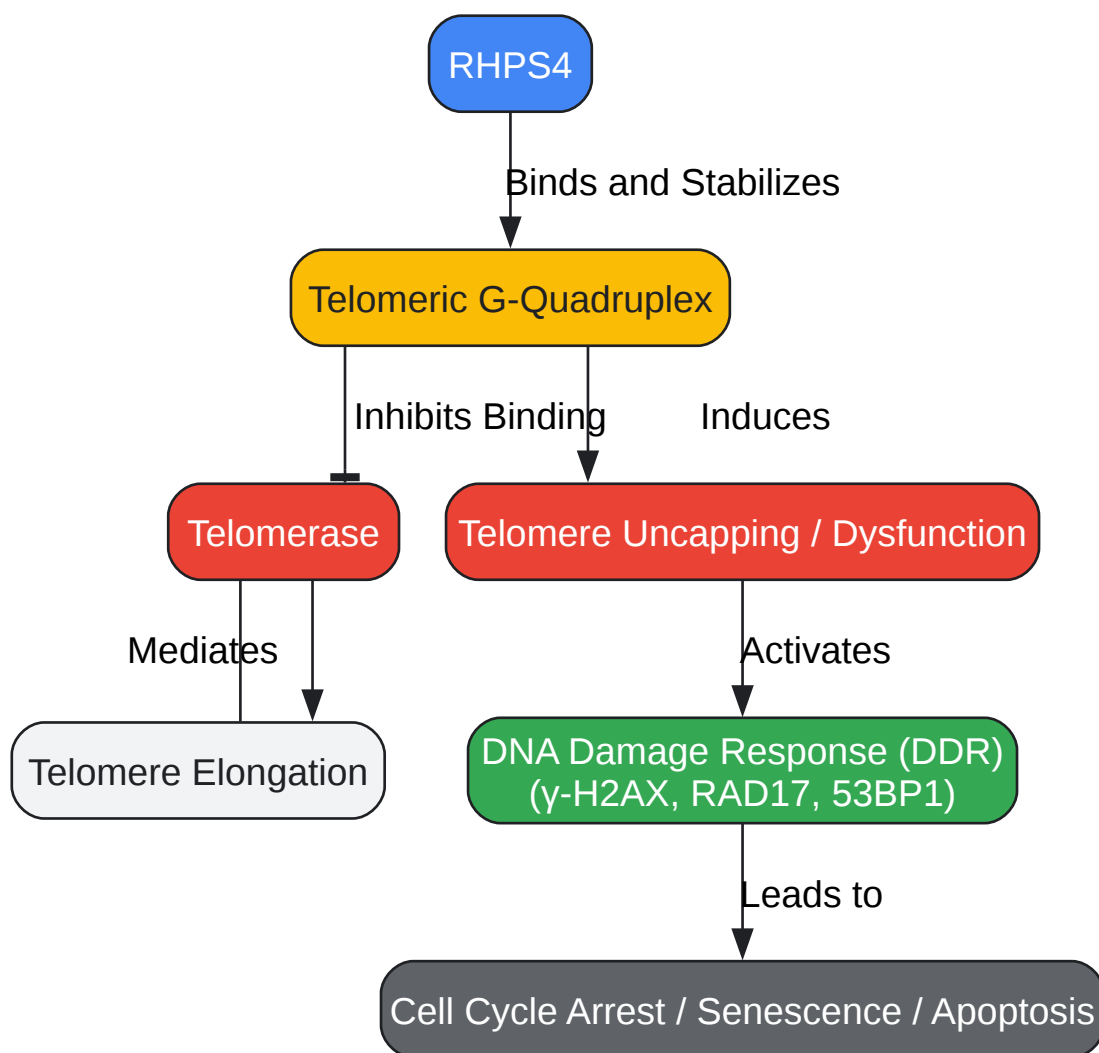 RHPS4
Binds and Stabilizes
Telomeric G-Quadruplex
Inhibits Binding
Induces
Telomerase
Telomere Uncapping / Dysfunction
Mediates
Activates
Telomere Elongation
DNA Damage Response (DDR)
(γ-H2AX, RAD17, 53BP1)
Leads to
Cell Cycle Arrest / Senescence / Apoptosis